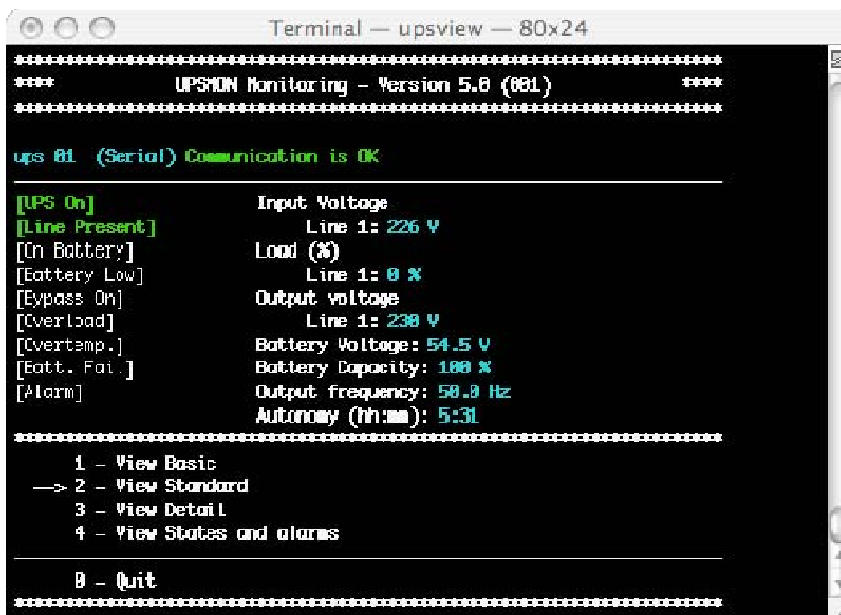 Terminal — upsview — 80x24
************************************************************************
**** UPSMON Monitoring - Version 5.0 (001) ****
************************************************************************
ups 01 (Serial) Communication is OK
[UPS On] Input Voltage
[Line Present] Line 1: 226 V
[On Battery] Load (%)
[Battery Low] Line 1: 0 %
[Bypass On] Output voltage
[Overload] Line 1: 230 V
[Overtemp.] Battery Voltage: 54.5 V
[Batt. Fai.] Battery Capacity: 100 %
[Alarm] Output frequency: 50.0 Hz
Autonomy (hh:mm): 5:31
************************************************************************
1 - View Basic
--> 2 - View Standard
3 - View Detail
4 - View States and alarms
0 - Quit
************************************************************************